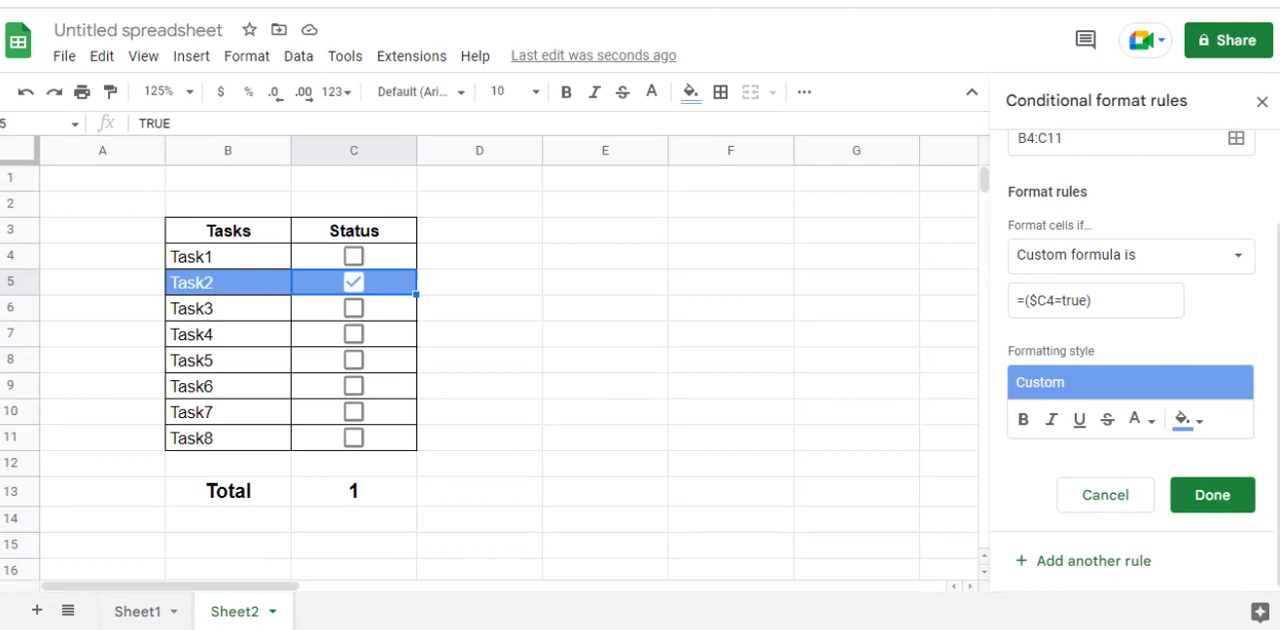 Untitled spreadsheet
File Edit View Insert Format Data Tools Extensions Help Last edit was seconds ago
Share
125% $ % .0 .00 123 Default (Ari... 10 B I S A
5 fx TRUE
A B C D E F G
1
2
3 Tasks Status
4 Task1
5 Task2
6 Task3
7 Task4
8 Task5
9 Task6
10 Task7
11 Task8
12
13 Total 1
14
15
16
+ Sheet1 Sheet2
Conditional format rules
B4:C11
Format rules
Format cells if…
Custom formula is
=($C4=true)
Formatting style
Custom
B I U S A
Cancel Done
+ Add another rule